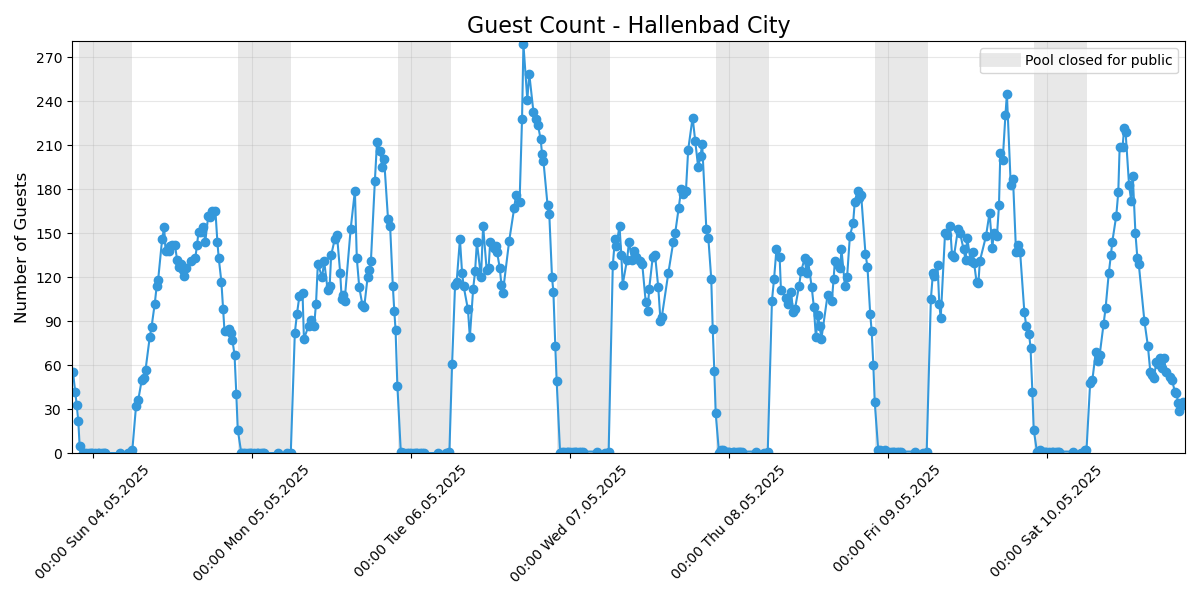 Guest Count - Hallenbad City
Pool closed for public
Number of Guests
270
240
210
180
150
120
90
60
30
0
00:00 Sun 04.05.2025
00:00 Mon 05.05.2025
00:00 Tue 06.05.2025
00:00 Wed 07.05.2025
00:00 Thu 08.05.2025
00:00 Fri 09.05.2025
00:00 Sat 10.05.2025